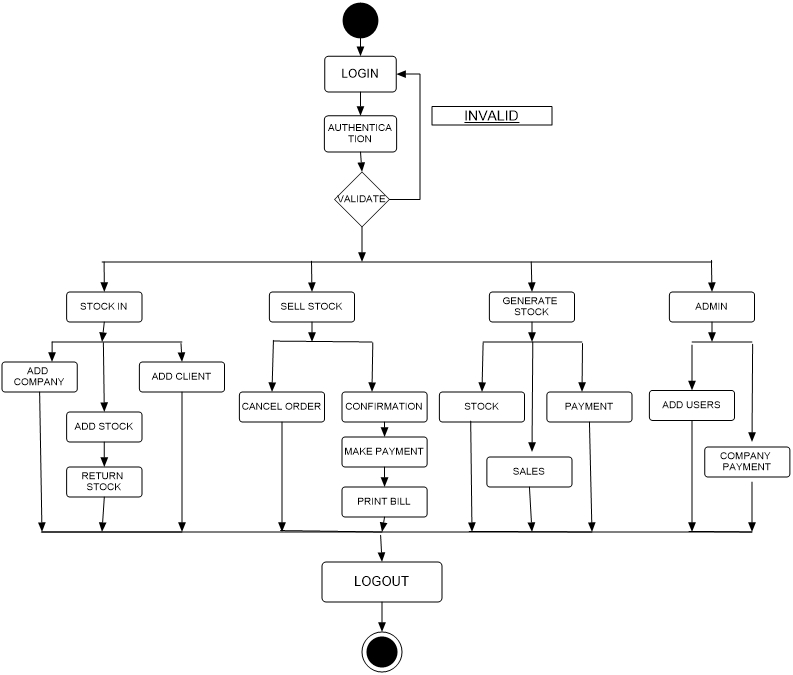 LOGIN
INVALID
AUTHENTICA
TION
VALIDATE
STOCK IN
SELL STOCK
GENERATE
STOCK
ADMIN
ADD
COMPANY
ADD CLIENT
CANCEL ORDER
CONFIRMATION
STOCK
PAYMENT
ADD USERS
ADD STOCK
MAKE PAYMENT
COMPANY
PAYMENT
RETURN
STOCK
SALES
PRINT BILL
LOGOUT